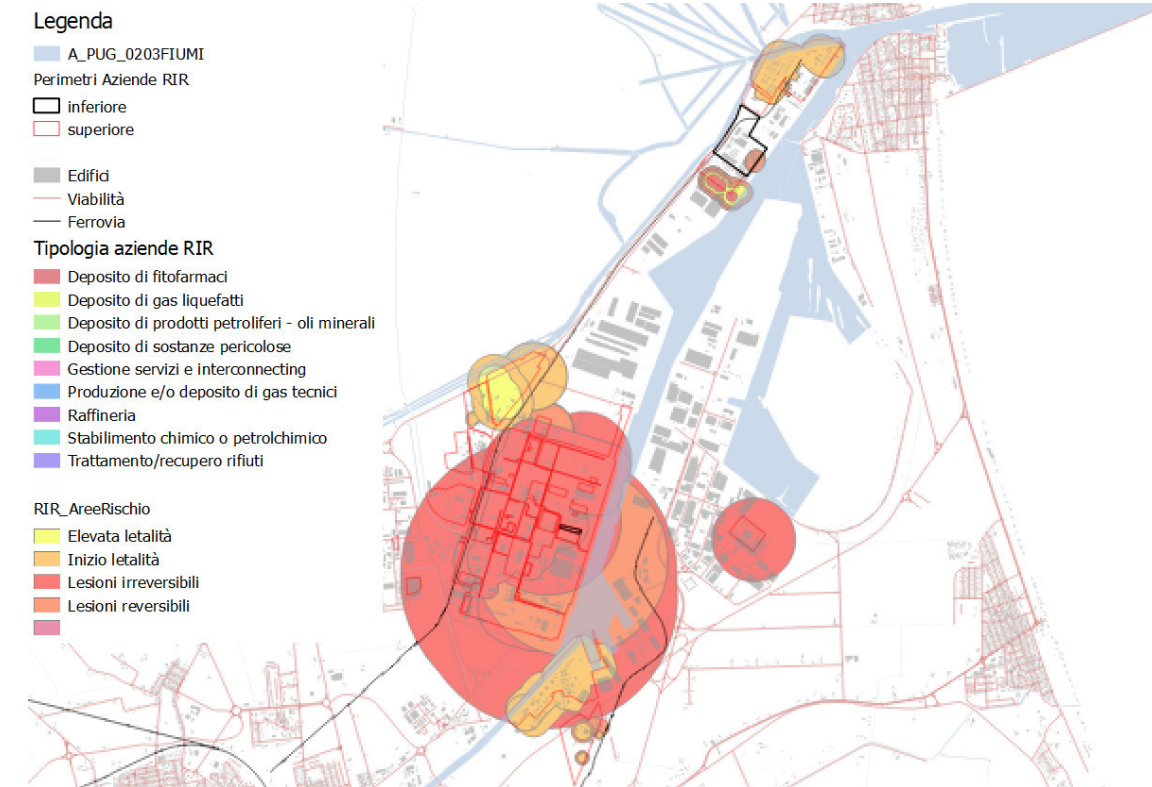 Legenda
A_PUG_0203FIUMI
Perimetri Aziende RIR
inferiore
superiore
Edifici
Viabilità
Ferrovia
Tipologia aziende RIR
Deposito di fitofarmaci
Deposito di gas liquefatti
Deposito di prodotti petroliferi - oli minerali
Deposito di sostanze pericolose
Gestione servizi e interconnecting
Produzione e/o deposito di gas tecnici
Raffineria
Stabilimento chimico o petrolchimico
Trattamento/recupero rifiuti
RIR_AreeRischio
Elevata letalità
Inizio letalità
Lesioni irreversibili
Lesioni reversibili